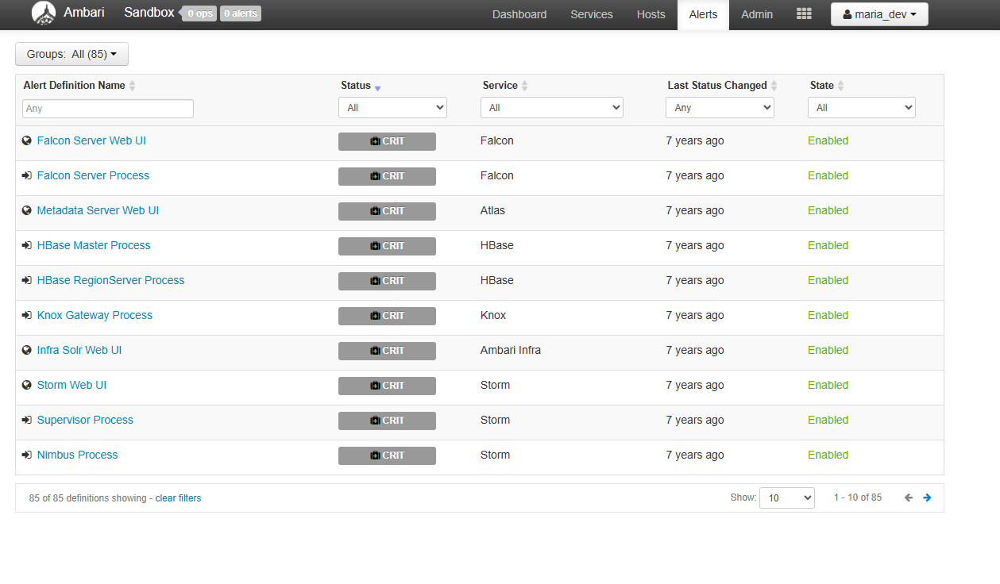 Ambari Sandbox 0 ops 0 alerts Dashboard Services Hosts Alerts Admin maria_dev
Groups: All (85)
Alert Definition Name Status Service Last Status Changed State
Any All All Any All
Falcon Server Web UI CRIT Falcon 7 years ago Enabled
Falcon Server Process CRIT Falcon 7 years ago Enabled
Metadata Server Web UI CRIT Atlas 7 years ago Enabled
HBase Master Process CRIT HBase 7 years ago Enabled
HBase RegionServer Process CRIT HBase 7 years ago Enabled
Knox Gateway Process CRIT Knox 7 years ago Enabled
Infra Solr Web UI CRIT Ambari Infra 7 years ago Enabled
Storm Web UI CRIT Storm 7 years ago Enabled
Supervisor Process CRIT Storm 7 years ago Enabled
Nimbus Process CRIT Storm 7 years ago Enabled
85 of 85 definitions showing - clear filters Show: 10 1 - 10 of 85